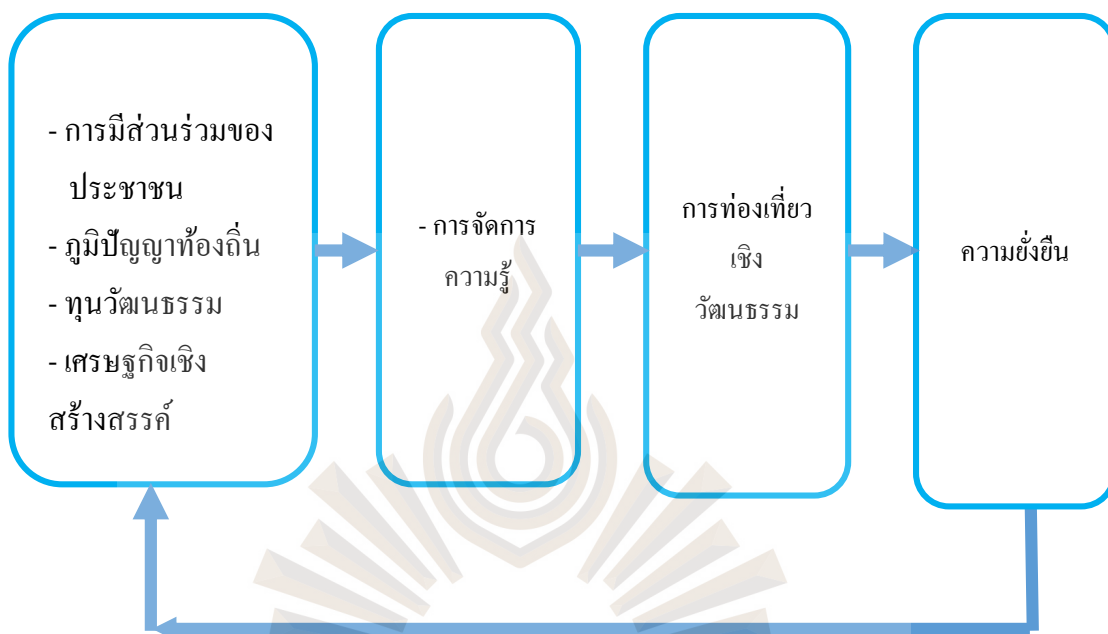 - การมีส่วนร่วมของ
ประชาชน
- ภูมิปัญญาท้องถิ่น
- ทุนวัฒนธรรม
- เศรษฐกิจเชิง
สร้างสรรค์
- การจัดการ
ความรู้
การท่องเที่ยว
เชิง
วัฒนธรรม
ความยั่งยืน